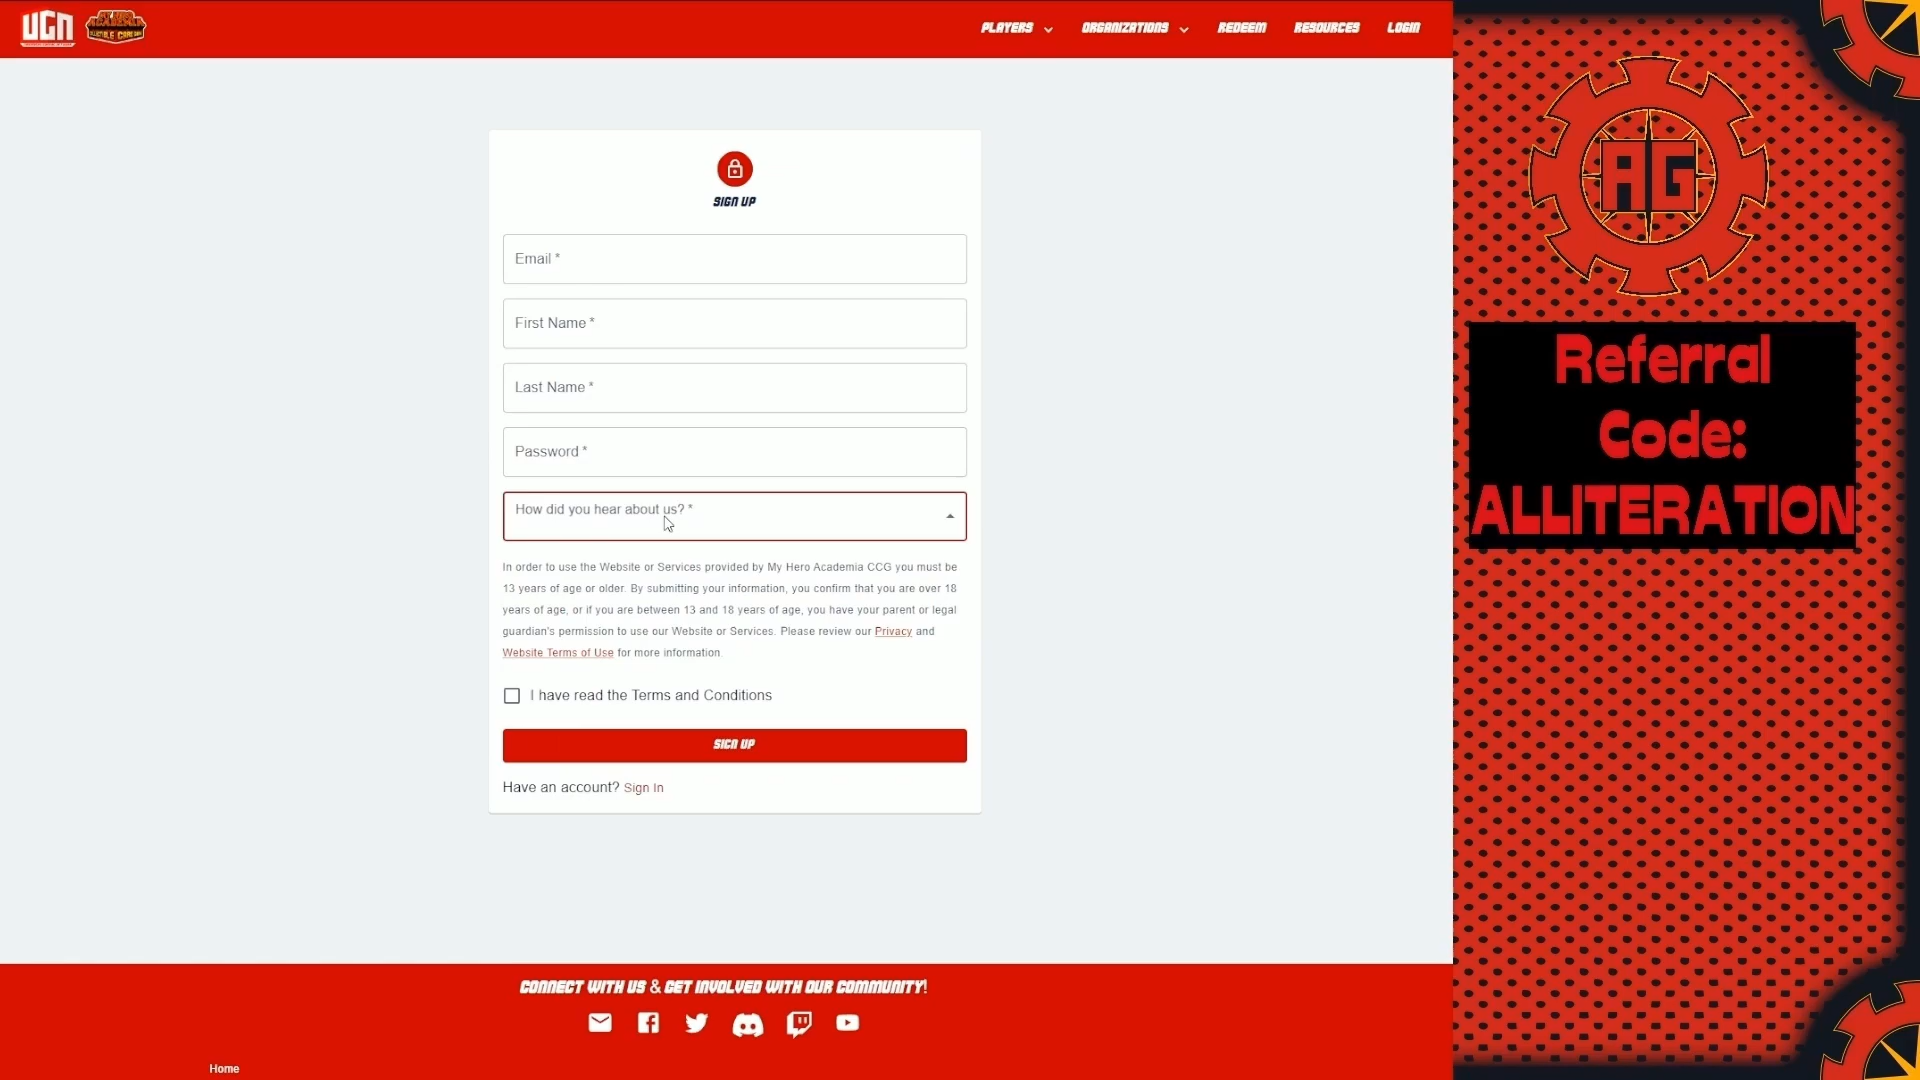 UGN
PLAYERS
ORGANIZATIONS
REDEEM
RESOURCES
LOGIN
SIGN UP
Email *
First Name *
Last Name *
Password *
How did you hear about us? *
In order to use the Website or Services provided by My Hero Academia CCG you must be
13 years of age or older. By submitting your information, you confirm that you are over 18
years of age, or if you are between 13 and 18 years of age, you have your parent or legal
guardian's permission to use our Website or Services. Please review our Privacy and
Website Terms of Use for more information.
I have read the Terms and Conditions
SIGN UP
Have an account? Sign In
CONNECT WITH US & GET INVOLVED WITH OUR COMMUNITY!
Home
AG
Referral
Code:
ALLITERATION